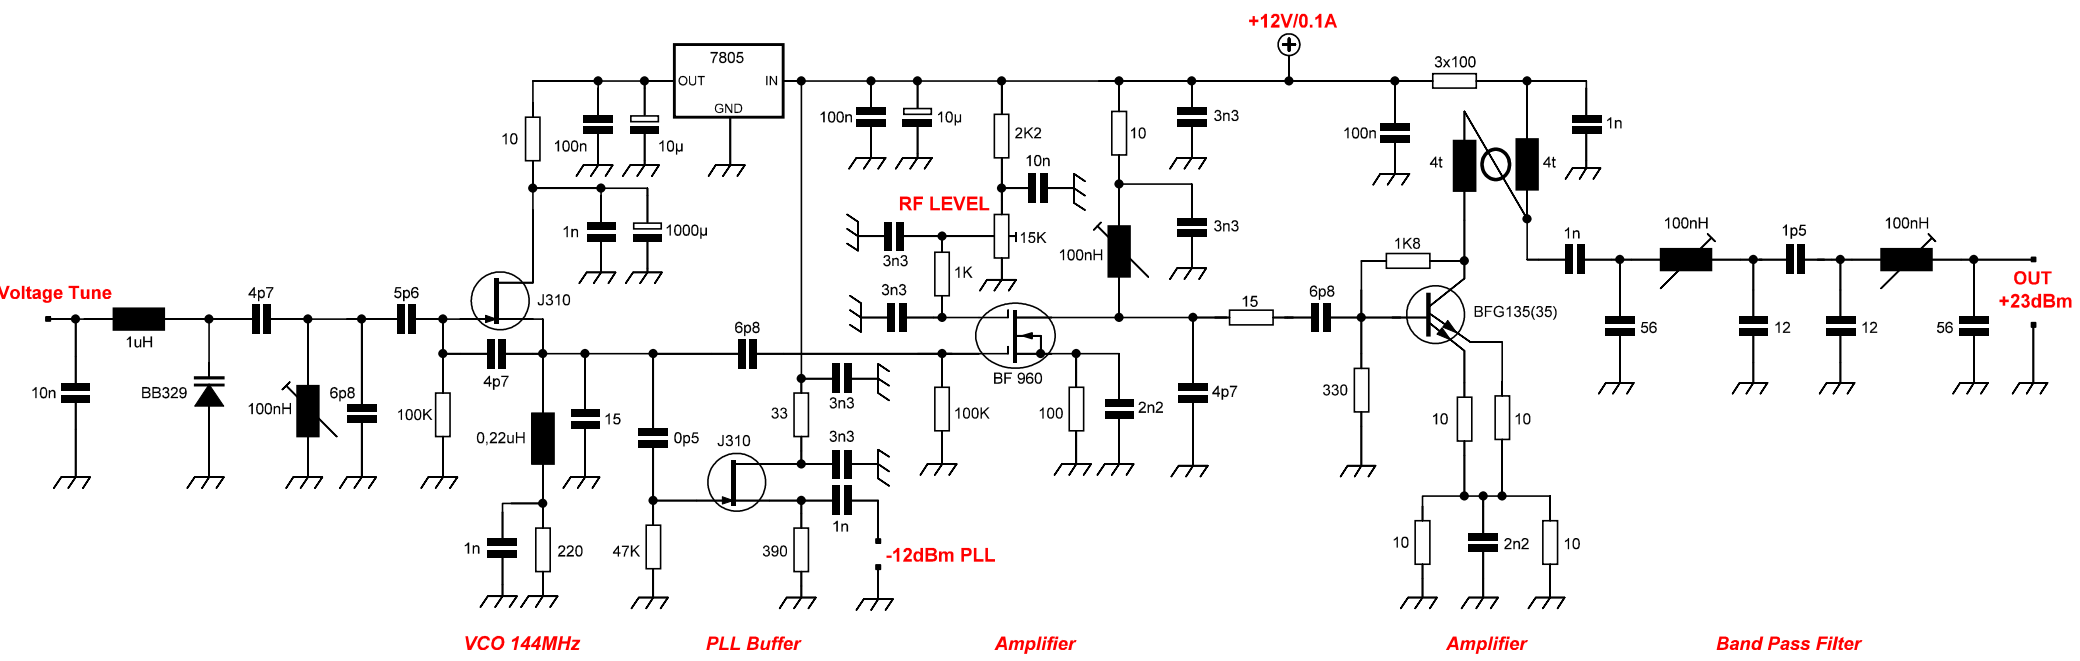 +12V/0.1A
7805
OUT
IN
GND
3x100
10
100n
10µ
100n
10µ
2K2
10
3n3
100n
1n
10n
4t
4t
RF LEVEL
1n
1000µ
15K
3n3
100nH
3n3
1K
1n
100nH
1p5
100nH
1K8
Voltage Tune
4p7
5p6
J310
3n3
15
6p8
BFG135(35)
OUT
+23dBm
1uH
6p8
56
12
12
56
4p7
BF 960
10n
BB329
100nH
6p8
100K
3n3
33
100K
100
2n2
4p7
330
0,22uH
15
0p5
J310
3n3
10
10
1n
1n
220
47K
390
-12dBm PLL
10
2n2
10
VCO 144MHz
PLL Buffer
Amplifier
Amplifier
Band Pass Filter